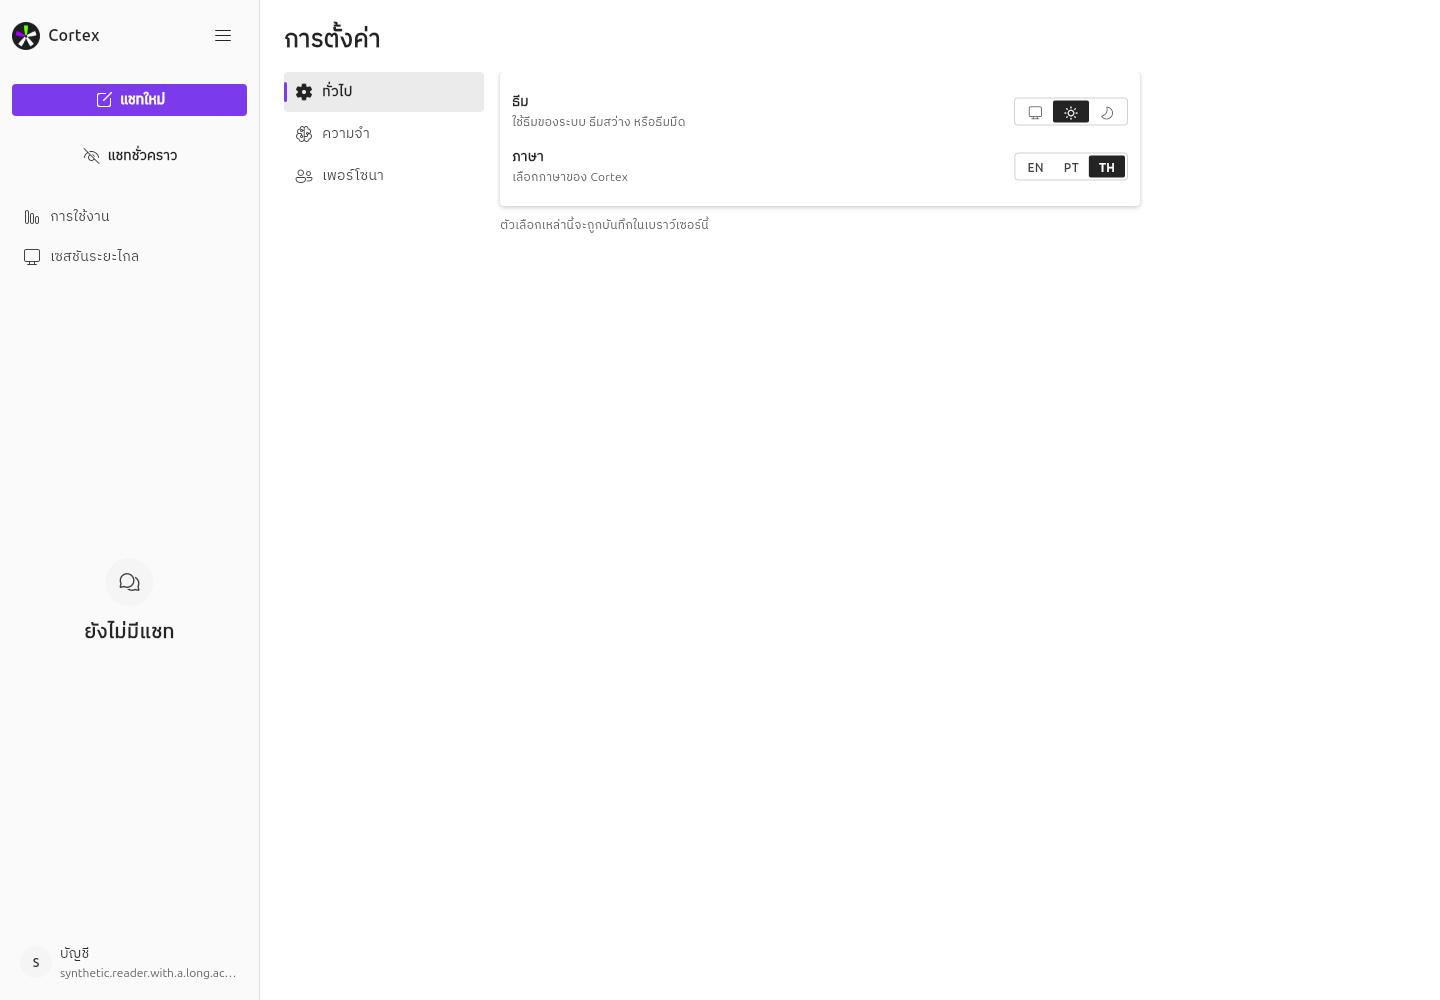 Cortex
แชทใหม่
แชทชั่วคราว
การใช้งาน
เซสชันระยะไกล
ยังไม่มีแชท
S
บัญชี
synthetic.reader.with.a.long.ac...
การตั้งค่า
ทั่วไป
ความจำ
เพอร์โซนา
ธีม
ใช้ธีมของระบบ ธีมสว่าง หรือธีมมืด
ภาษา
เลือกภาษาของ Cortex
EN PT TH
ตัวเลือกเหล่านี้จะถูกบันทึกในเบราว์เซอร์นี้